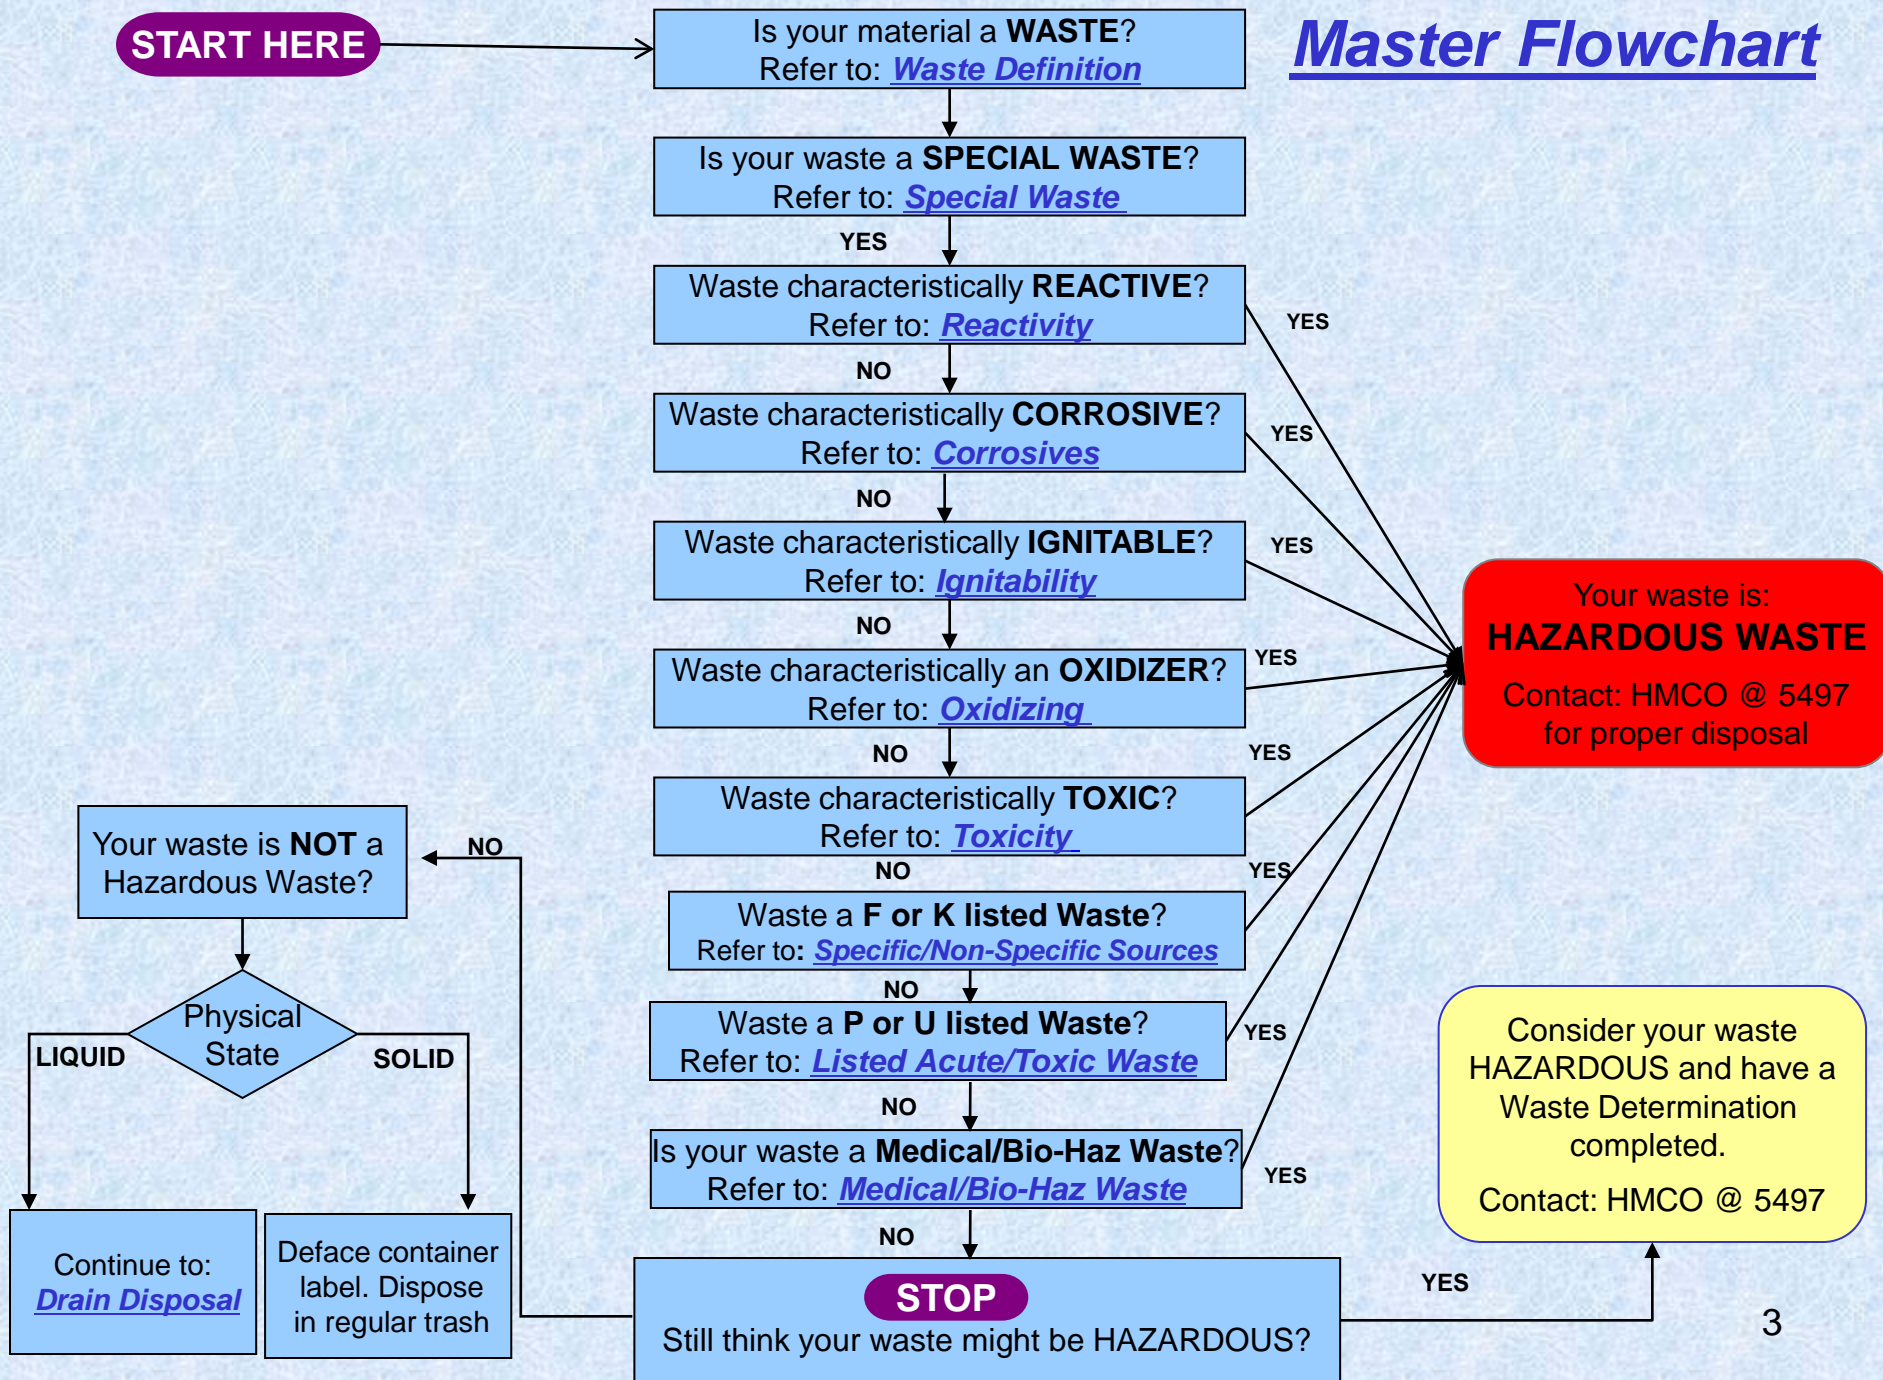 START HERE
Master Flowchart
Is your material a WASTE?
Refer to: Waste Definition
Is your waste a SPECIAL WASTE?
Refer to: Special Waste
YES
Waste characteristically REACTIVE?
Refer to: Reactivity
YES
NO
Waste characteristically CORROSIVE?
Refer to: Corrosives
YES
NO
Waste characteristically IGNITABLE?
Refer to: Ignitability
YES
NO
Waste characteristically an OXIDIZER?
Refer to: Oxidizing
YES
NO
Waste characteristically TOXIC?
Refer to: Toxicity
YES
NO
Waste a F or K listed Waste?
Refer to: Specific/Non-Specific Sources
YES
NO
Waste a P or U listed Waste?
Refer to: Listed Acute/Toxic Waste
YES
NO
Is your waste a Medical/Bio-Haz Waste?
Refer to: Medical/Bio-Haz Waste
YES
NO
STOP
Still think your waste might be HAZARDOUS?
YES
NO
Your waste is:
HAZARDOUS WASTE
Contact: HMCO @ 5497
for proper disposal
Consider your waste
HAZARDOUS and have a
Waste Determination
completed.
Contact: HMCO @ 5497
Your waste is NOT a
Hazardous Waste?
Physical
State
LIQUID
SOLID
Continue to:
Drain Disposal
Deface container
label. Dispose
in regular trash
3